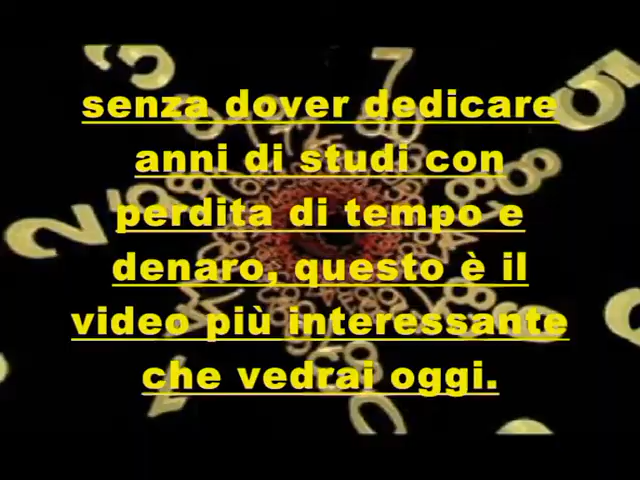 senza dover dedicare
anni di studi con
perdita di tempo e
denaro, questo è il
video più interessante
che vedrai oggi.